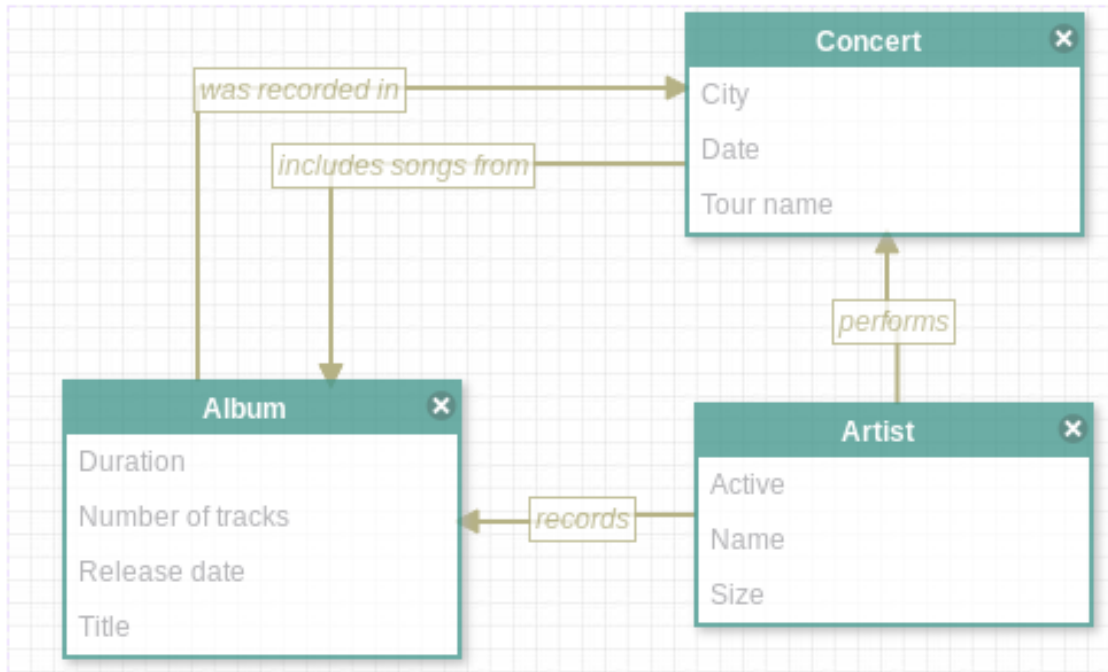 Concert
City
Date
Tour name
was recorded in
includes songs from
performs
Album
Duration
Number of tracks
Release date
Title
records
Artist
Active
Name
Size